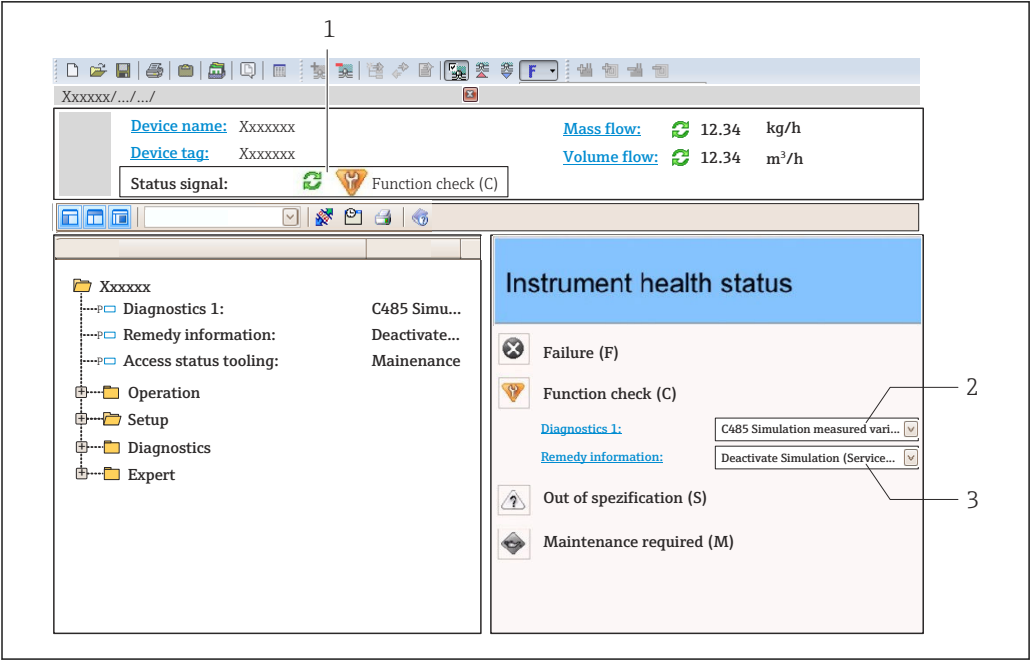 1
F
Xxxxxx/.../.../
Device name: Xxxxxxx
Mass flow: 12.34 kg/h
Device tag: Xxxxxxx
Volume flow: 12.34 m³/h
Status signal: Function check (C)
Instrument health status
Xxxxxx
P Diagnostics 1: C485 Simu...
P Remedy information: Deactivate...
P Access status tooling: Mainenance
Operation
Setup
Diagnostics
Expert
Failure (F)
Function check (C)
2
Diagnostics 1: C485 Simulation measured vari...
Remedy information: Deactivate Simulation (Service...
Out of spezification (S)
3
Maintenance required (M)